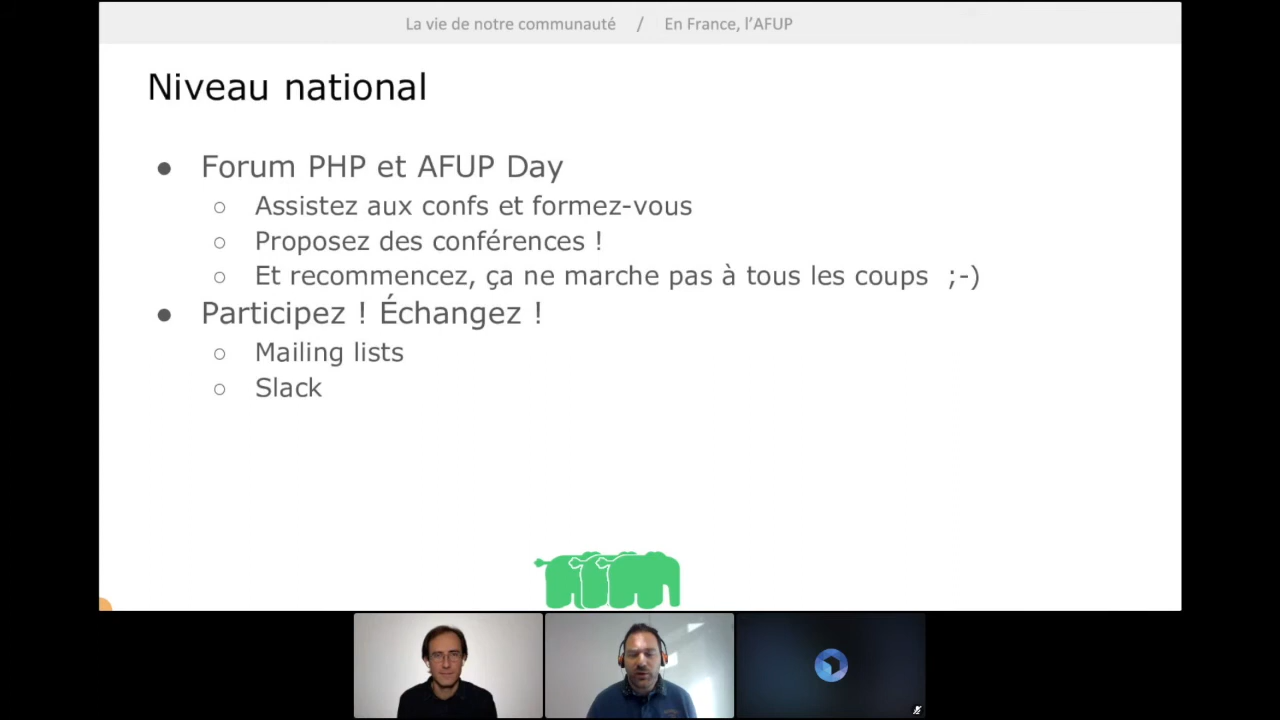 La vie de notre communauté / En France, l’AFUP
Niveau national
● Forum PHP et AFUP Day
○ Assistez aux confs et formez-vous
○ Proposez des conférences !
○ Et recommencez, ça ne marche pas à tous les coups ;-)
● Participez ! Échangez !
○ Mailing lists
○ Slack